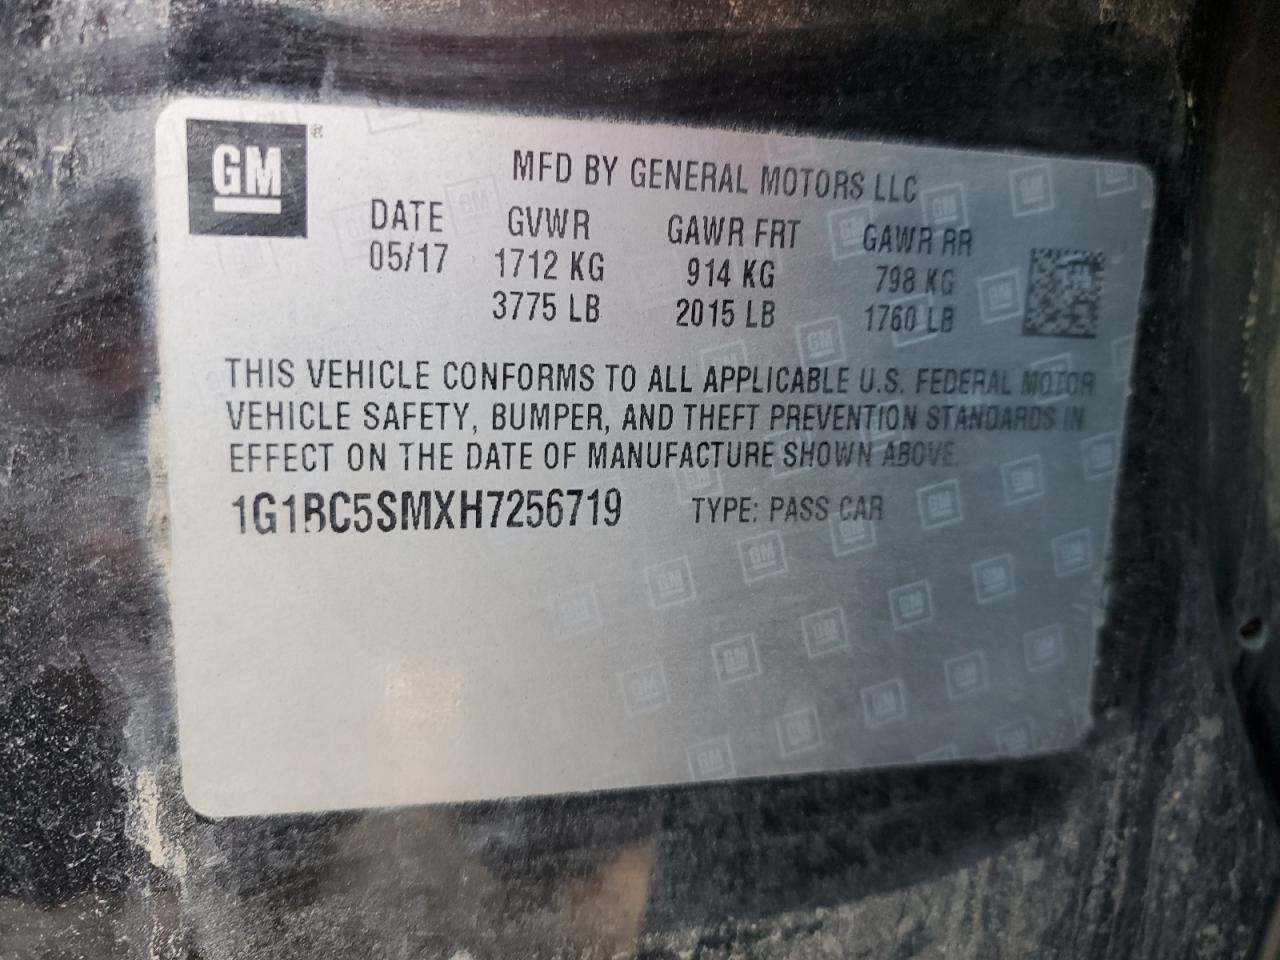 GM®
MFD BY GENERAL MOTORS LLC
DATE GVWR GAWR FRT GAWR RR
05/17 1712 KG 914 KG 798 KG
3775 LB 2015 LB 1760 LB
THIS VEHICLE CONFORMS TO ALL APPLICABLE U.S. FEDERAL MOTOR
VEHICLE SAFETY, BUMPER, AND THEFT PREVENTION STANDARDS IN
EFFECT ON THE DATE OF MANUFACTURE SHOWN ABOVE.
1G1BC5SMXH7256719 TYPE: PASS CAR